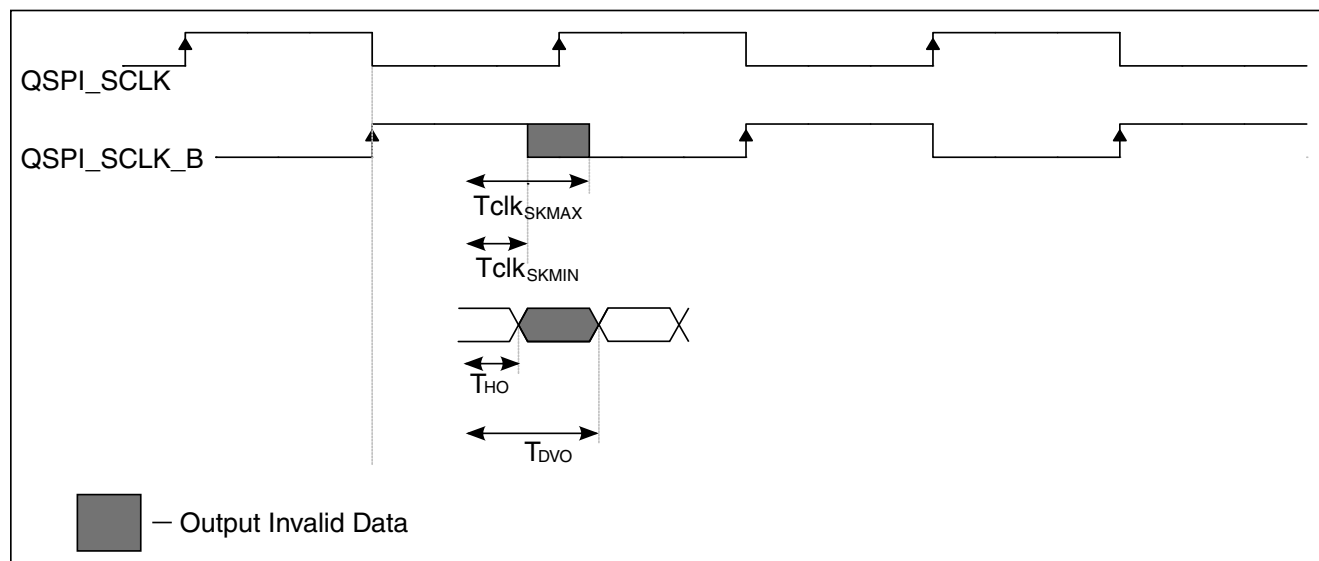 QSPI_SCLK
QSPI_SCLK_B
TclkSKMAX
TclkSKMIN
THO
TDVO
– Output Invalid Data